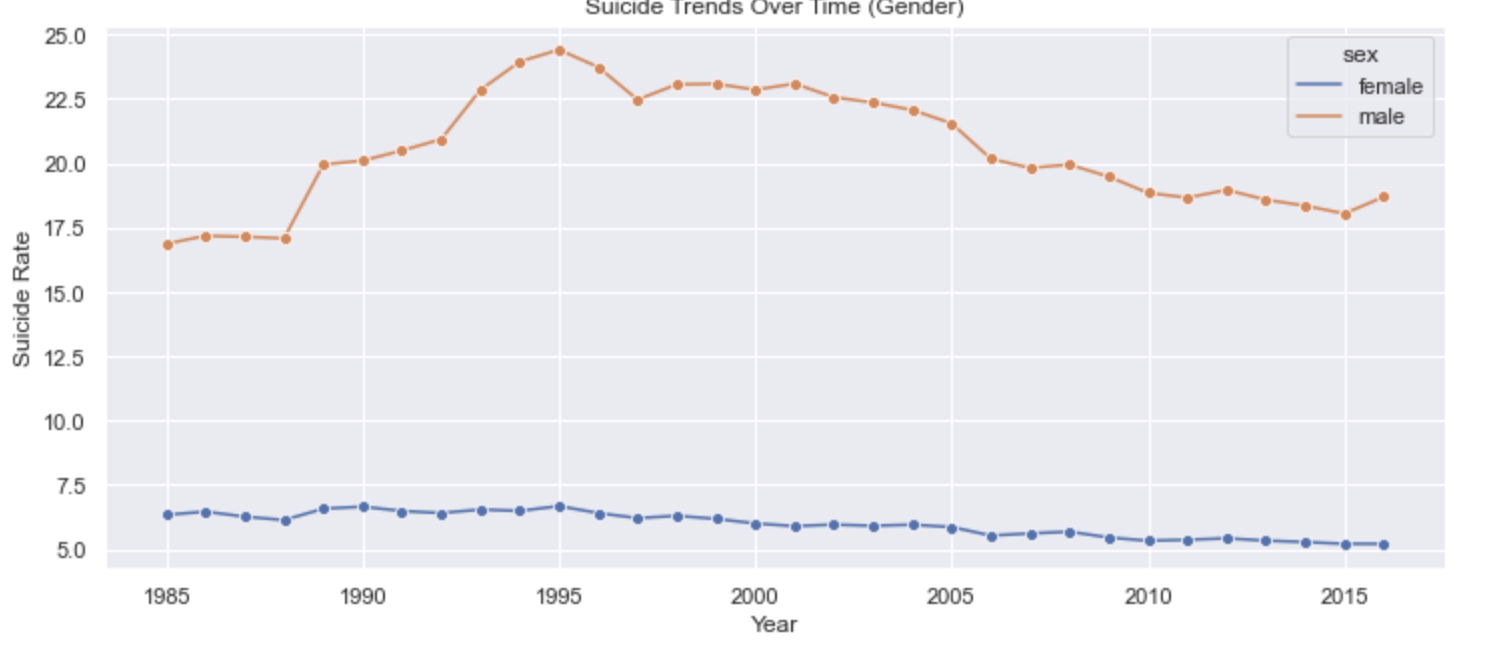 Suicide Trends Over Time (Gender)
25.0
22.5
20.0
17.5
15.0
12.5
10.0
7.5
5.0
Suicide Rate
sex
female
male
1985 1990 1995 2000 2005 2010 2015
Year